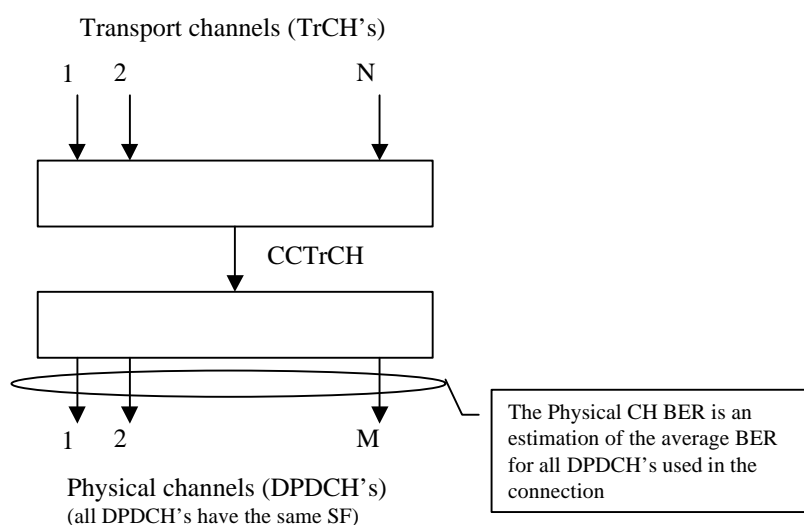 Transport channels (TrCH's)
1 2 N
CCTrCH
The Physical CH BER is an
estimation of the average BER
for all DPDCH's used in the
connection
1 2 M
Physical channels (DPDCH's)
(all DPDCH's have the same SF)